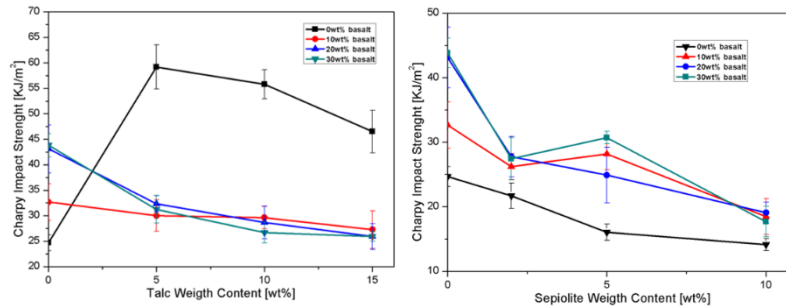 70
65
60
55
50
45
40
35
30
25
20
0
5
10
15
Charpy Impact Strenght [KJ/m²]
Talc Weigth Content [wt%]
0wt% basalt
10wt% basalt
20wt% basalt
30wt% basalt
50
40
30
20
10
0
5
10
Charpy Impact Strenght [KJ/m²]
Sepiolite Weigth Content [wt%]
0wt% basalt
10wt% basalt
20wt% basalt
30wt% basalt